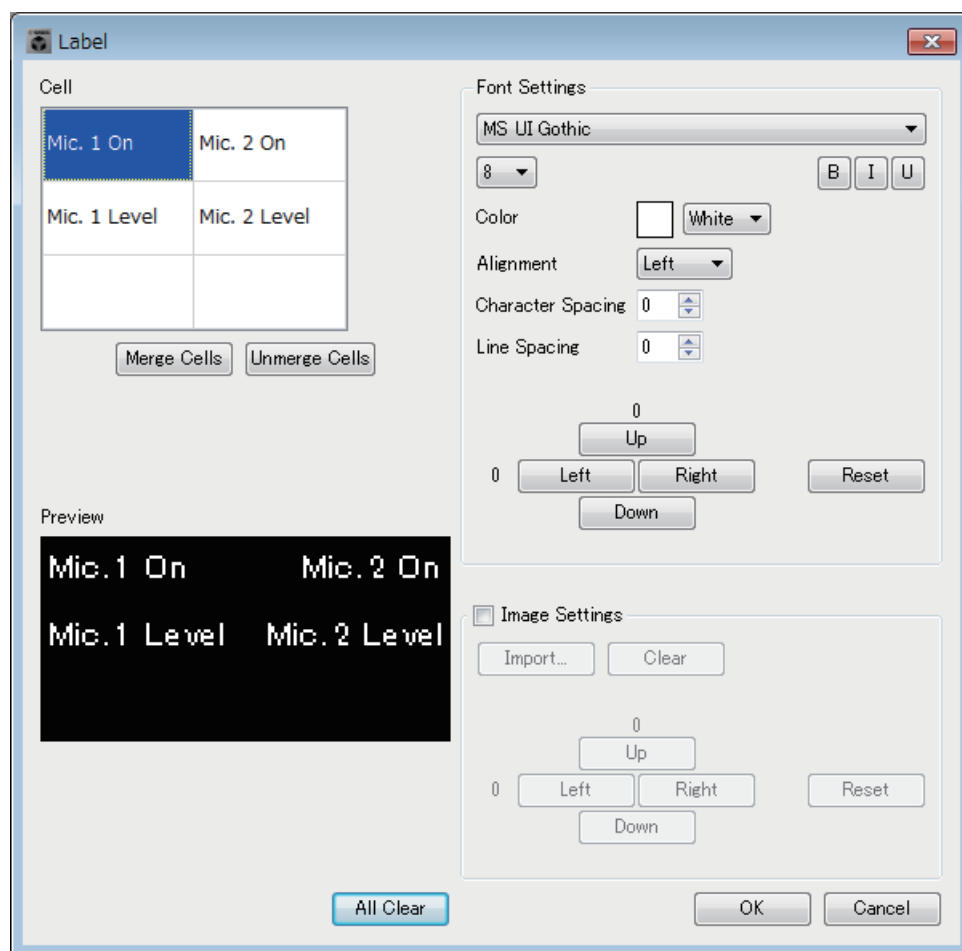 Label
Cell
Mic. 1 On Mic. 2 On
Mic. 1 Level Mic. 2 Level
Merge Cells Unmerge Cells
Preview
Mic.1 On Mic.2 On
Mic.1 Level Mic.2 Level
All Clear
Font Settings
MS UI Gothic
8 B I U
Color White
Alignment Left
Character Spacing 0
Line Spacing 0
0
Up
0 Left Right Reset
Down
Image Settings
Import... Clear
0
Up
0 Left Right Reset
Down
OK Cancel